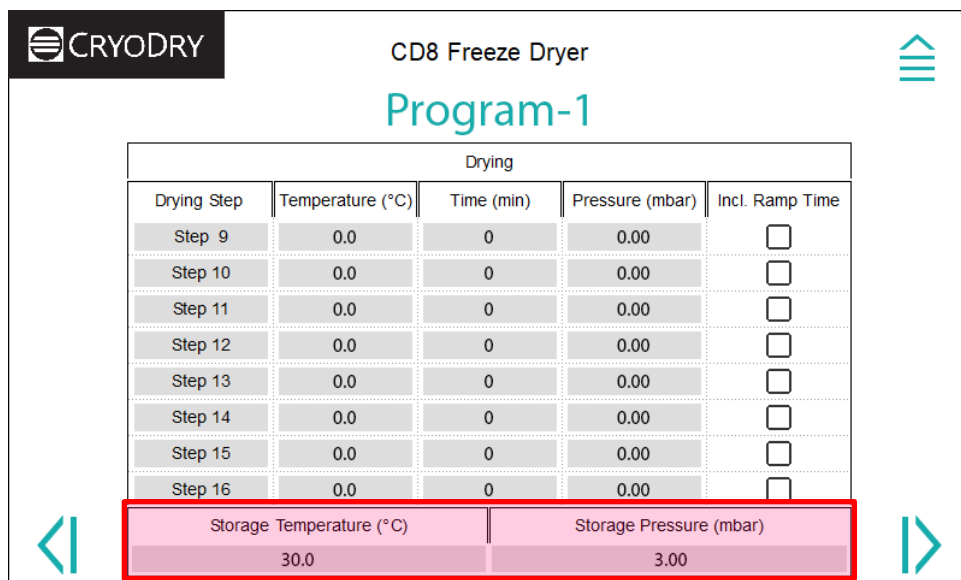 CRYODRY
CD8 Freeze Dryer
Program-1
Drying
Drying Step Temperature (°C) Time (min) Pressure (mbar) Incl. Ramp Time
Step 9 0.0 0 0.00
Step 10 0.0 0 0.00
Step 11 0.0 0 0.00
Step 12 0.0 0 0.00
Step 13 0.0 0 0.00
Step 14 0.0 0 0.00
Step 15 0.0 0 0.00
Step 16 0.0 0 0.00
Storage Temperature (°C) Storage Pressure (mbar)
30.0 3.00